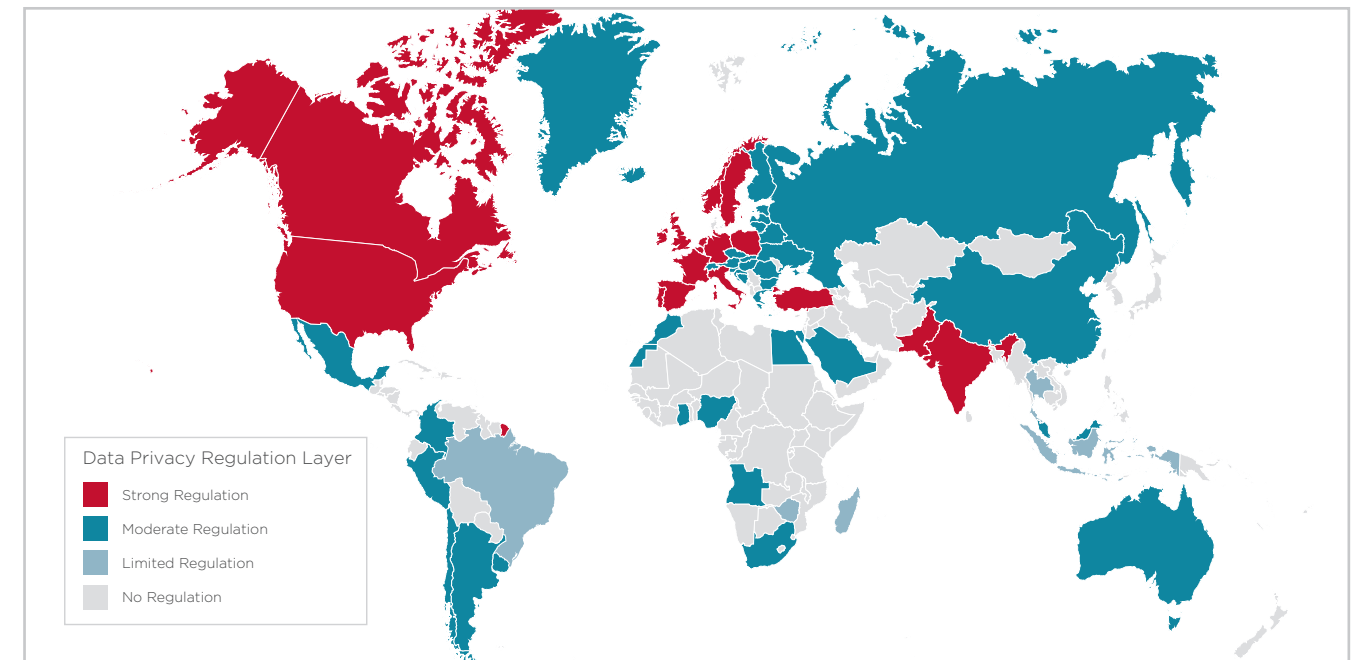 Data Privacy Regulation Layer
Strong Regulation
Moderate Regulation
Limited Regulation
No Regulation